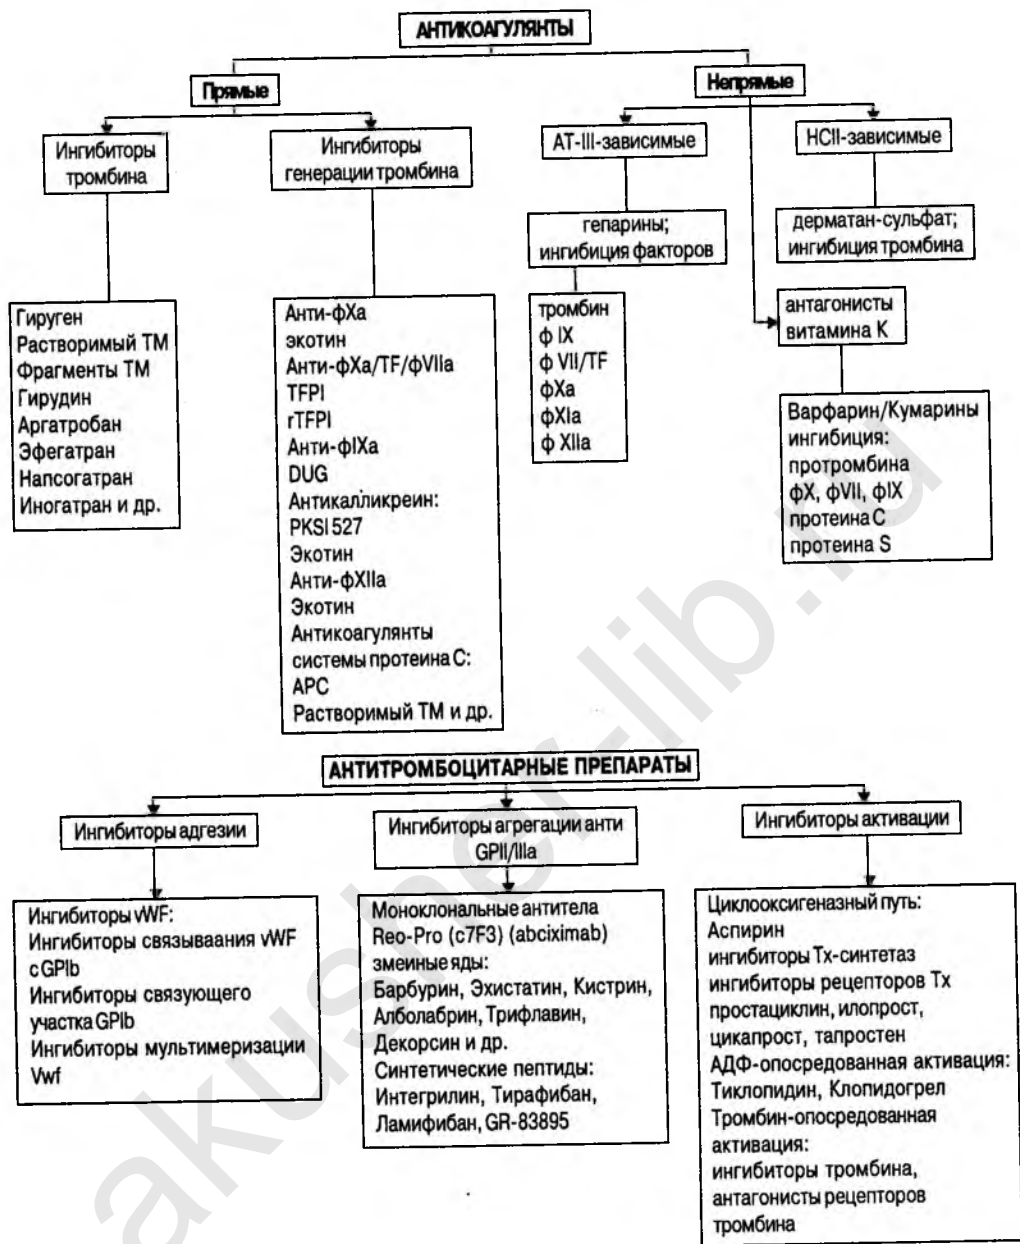 АНТИКОАГУЛЯНТЫ
Прямые
Непрямые
Ингибиторы
тромбина
Ингибиторы
генерации тромбина
АТ-III-зависимые
НСII-зависимые
гепарины;
ингибиция факторов
дерматан-сульфат;
ингибиция тромбина
Гируген
Растворимый ТМ
Фрагменты ТМ
Гирудин
Аргатробан
Эфегатран
Напсогатран
Иногатран и др.
Анти-фХа
экотин
Анти-фХа/TF/фVIIa
TFPI
rTFPI
Анти-фIXa
DUG
Антикалликреин:
PKSI 527
Экотин
Анти-фXIIa
Экотин
Антикоагулянты
системы протеина С:
АРС
Растворимый ТМ и др.
тромбин
ф IX
ф VII/TF
фХа
фХIа
ф XIIa
антагонисты
витамина К
Варфарин/Кумарины
ингибиция:
протромбина
фХ, фVII, фIX
протеина С
протеина S
АНТИТРОМБОЦИТАРНЫЕ ПРЕПАРАТЫ
Ингибиторы адгезии
Ингибиторы агрегации анти
GPII/IIIa
Ингибиторы активации
Ингибиторы vWF:
Ингибиторы связываания vWF
с GPIb
Ингибиторы связующего
участка GPIb
Ингибиторы мультимеризации
Vwf
Моноклональные антитела
Reo-Pro (c7F3) (abciximab)
змеиные яды:
Барбурин, Эхистатин, Кистрин,
Алболабрин, Трифлавин,
Декорсин и др.
Синтетические пептиды:
Интегрилин, Тирафибан,
Ламифибан, GR-83895
Циклооксигеназный путь:
Аспирин
ингибиторы Тх-синтетаз
ингибиторы рецепторов Тх
простациклин, илопрост,
цикапрост, тапростен
АДФ-опосредованная активация:
Тиклопидин, Клопидогрел
Тромбин-опосредованная
активация:
ингибиторы тромбина,
антагонисты рецепторов
тромбина
akusher-lib.ru